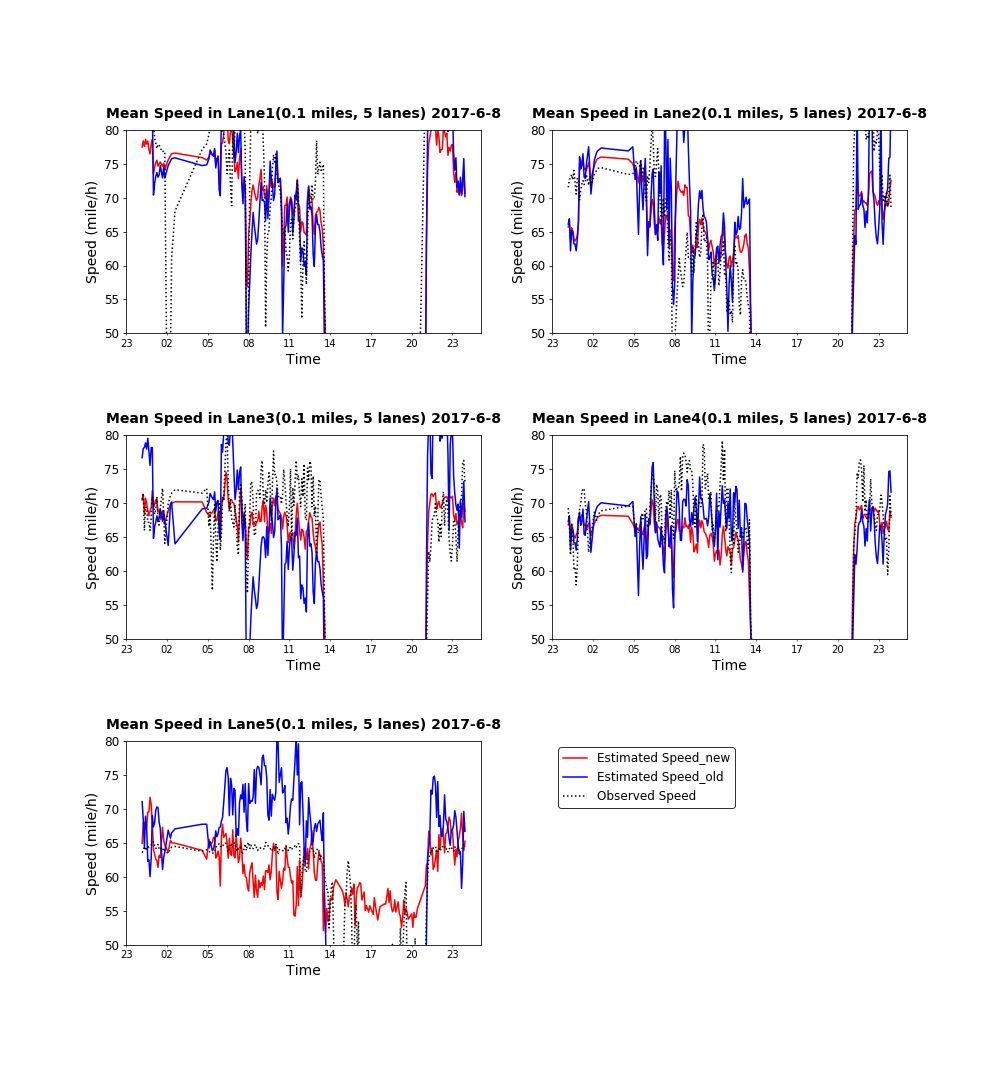 Mean Speed in Lane1(0.1 miles, 5 lanes) 2017-6-8
80
75
70
65
60
55
50
Speed (mile/h)
23 02 05 08 11 14 17 20 23
Time
Mean Speed in Lane2(0.1 miles, 5 lanes) 2017-6-8
80
75
70
65
60
55
50
Speed (mile/h)
23 02 05 08 11 14 17 20 23
Time
Mean Speed in Lane3(0.1 miles, 5 lanes) 2017-6-8
80
75
70
65
60
55
50
Speed (mile/h)
23 02 05 08 11 14 17 20 23
Time
Mean Speed in Lane4(0.1 miles, 5 lanes) 2017-6-8
80
75
70
65
60
55
50
Speed (mile/h)
23 02 05 08 11 14 17 20 23
Time
Mean Speed in Lane5(0.1 miles, 5 lanes) 2017-6-8
80
75
70
65
60
55
50
Speed (mile/h)
23 02 05 08 11 14 17 20 23
Time
Estimated Speed_new
Estimated Speed_old
Observed Speed